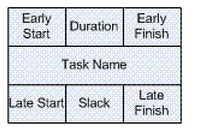 Early Start
Duration
Early Finish
Task Name
Late Start
Slack
Late Finish